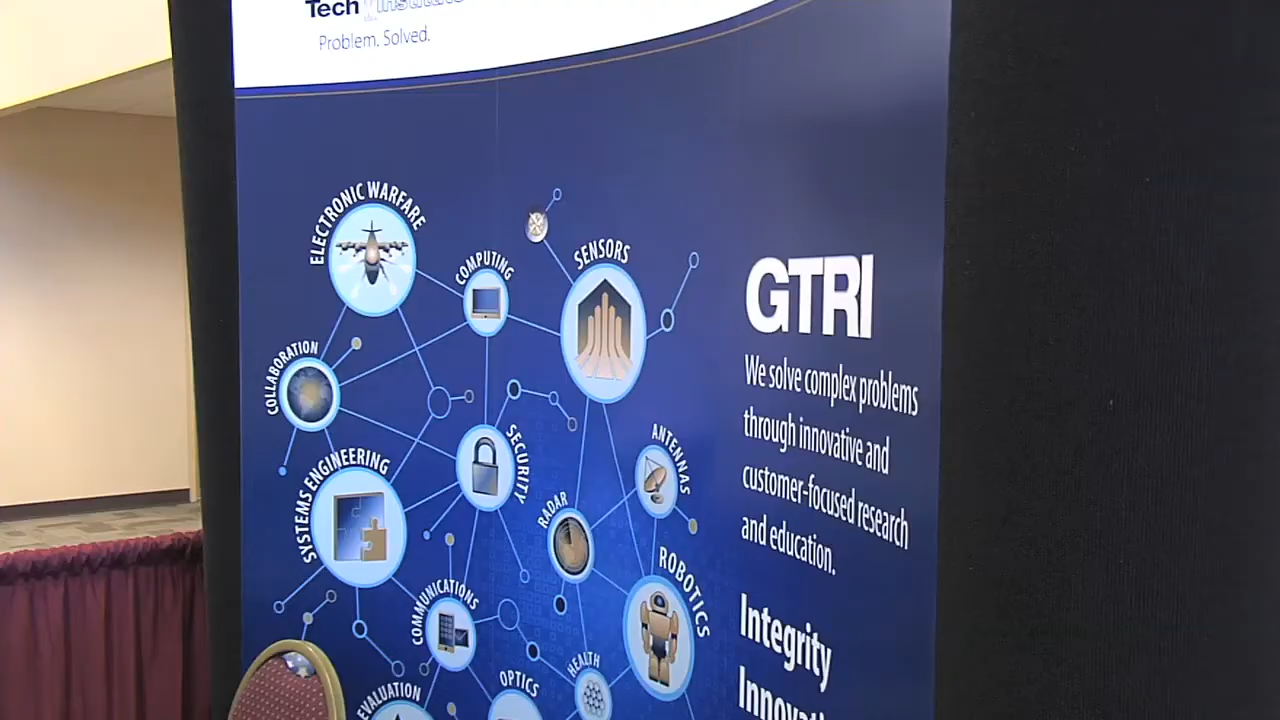 Tech
Problem. Solved.
ELECTRONIC WARFARE
COMPUTING
SENSORS
COLLABORATION
SECURITY
ANTENNAS
SYSTEMS ENGINEERING
RADAR
ROBOTICS
COMMUNICATIONS
HEALTH
OPTICS
EVALUATION
GTRI
We solve complex problems
through innovative and
customer-focused research
and education.
Integrity